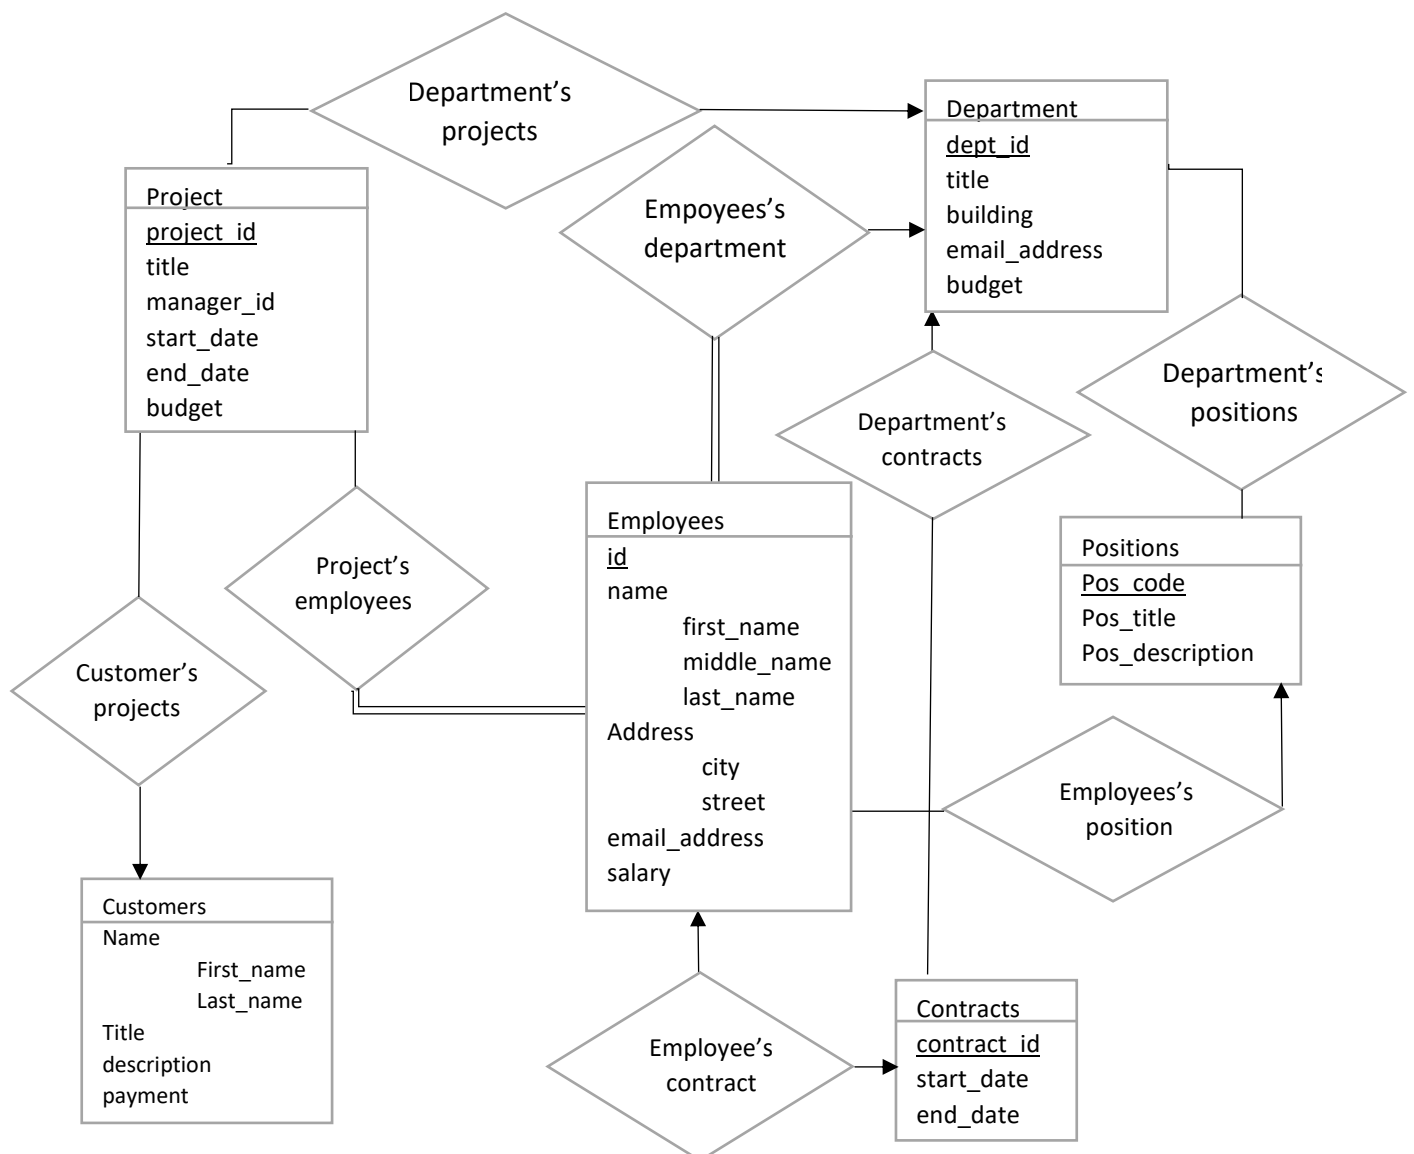 Department's
projects
Department
dept_id
title
building
email_address
budget
Project
project_id
title
manager_id
start_date
end_date
budget
Empoyees's
department
Department's
positions
Department's
contracts
Employees
id
name
first_name
middle_name
last_name
Address
city
street
email_address
salary
Project's
employees
Positions
Pos_code
Pos_title
Pos_description
Customer's
projects
Employees's
position
Customers
Name
First_name
Last_name
Title
description
payment
Employee's
contract
Contracts
contract_id
start_date
end_date